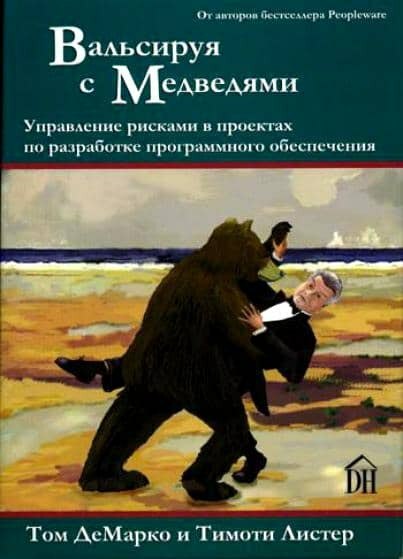 От авторов бестселлера Peopleware
Вальсируя
с Медведями
Управление рисками в проектах
по разработке программного обеспечения
DH
Том ДеМарко и Тимоти Листер